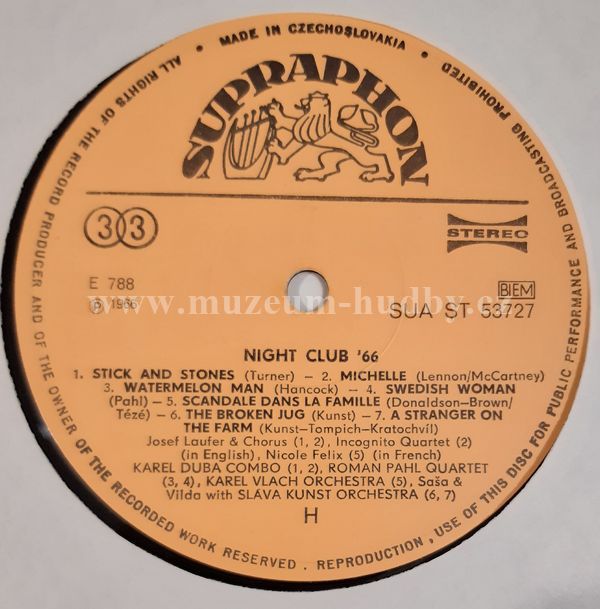 ALL RIGHTS OF THE RECORD PRODUCER AND OF THE OWNER OF THE RECORDED WORK RESERVED . REPRODUCTION, USE OF THIS DISC FOR PUBLIC PERFORMANCE AND BROADCASTING PROHIBITED • MADE IN CZECHOSLOVAKIA •
SUPRAPHON
33
STEREO
E 788
BIEM
℗ 1966
www.muzeum-hudby.cz
SUA ST 53727
NIGHT CLUB '66
1. STICK AND STONES (Turner) – 2. MICHELLE (Lennon/McCartney)
3. WATERMELON MAN (Hancock) – 4. SWEDISH WOMAN
(Pahl) – 5. SCANDALE DANS LA FAMILLE (Donaldson–Brown/
Tézé) – 6. THE BROKEN JUG (Kunst) – 7. A STRANGER ON
THE FARM (Kunst–Tompich–Kratochvíl)
Josef Laufer & Chorus (1, 2), Incognito Quartet (2)
(in English), Nicole Felix (5) (in French)
KAREL DUBA COMBO (1, 2), ROMAN PAHL QUARTET
(3, 4), KAREL VLACH ORCHESTRA (5), Saša &
Vilda with SLÁVA KUNST ORCHESTRA (6, 7)
H